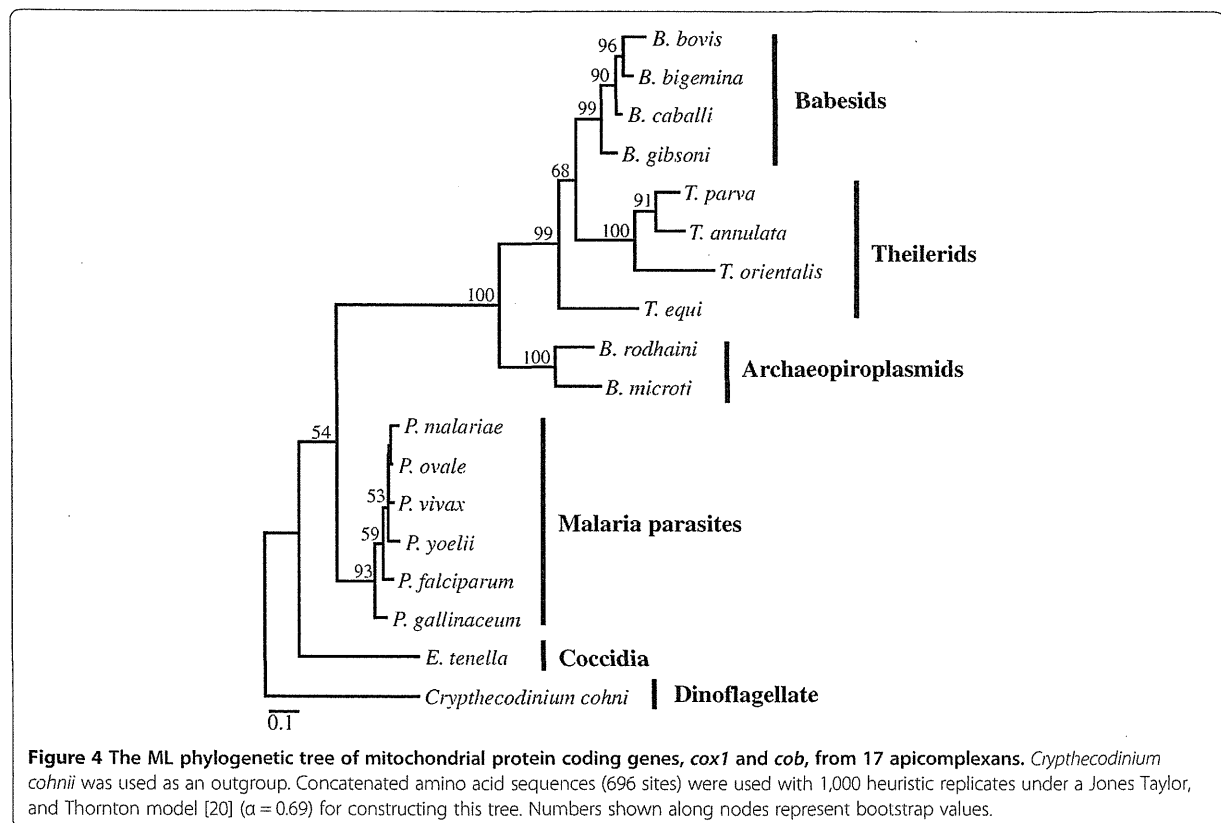 96
B. bovis
B. bigemina
90
B. caballi
99
B. gibsoni
Babesids
68
91
T. parva
T. annulata
100
T. orientalis
Theilerids
99
T. equi
100
100
B. rodhaini
B. microti
Archaeopiroplasmids
54
P. malariae
P. ovale
53
P. vivax
59
P. yoelii
93
P. falciparum
P. gallinaceum
Malaria parasites
E. tenella
Coccidia
Crypthecodinium cohni
Dinoflagellate
0.1
Figure 4 The ML phylogenetic tree of mitochondrial protein coding genes, cox1 and cob, from 17 apicomplexans. Crypthecodinium
cohnii was used as an outgroup. Concatenated amino acid sequences (696 sites) were used with 1,000 heuristic replicates under a Jones Taylor,
and Thornton model [20] (α = 0.69) for constructing this tree. Numbers shown along nodes represent bootstrap values.